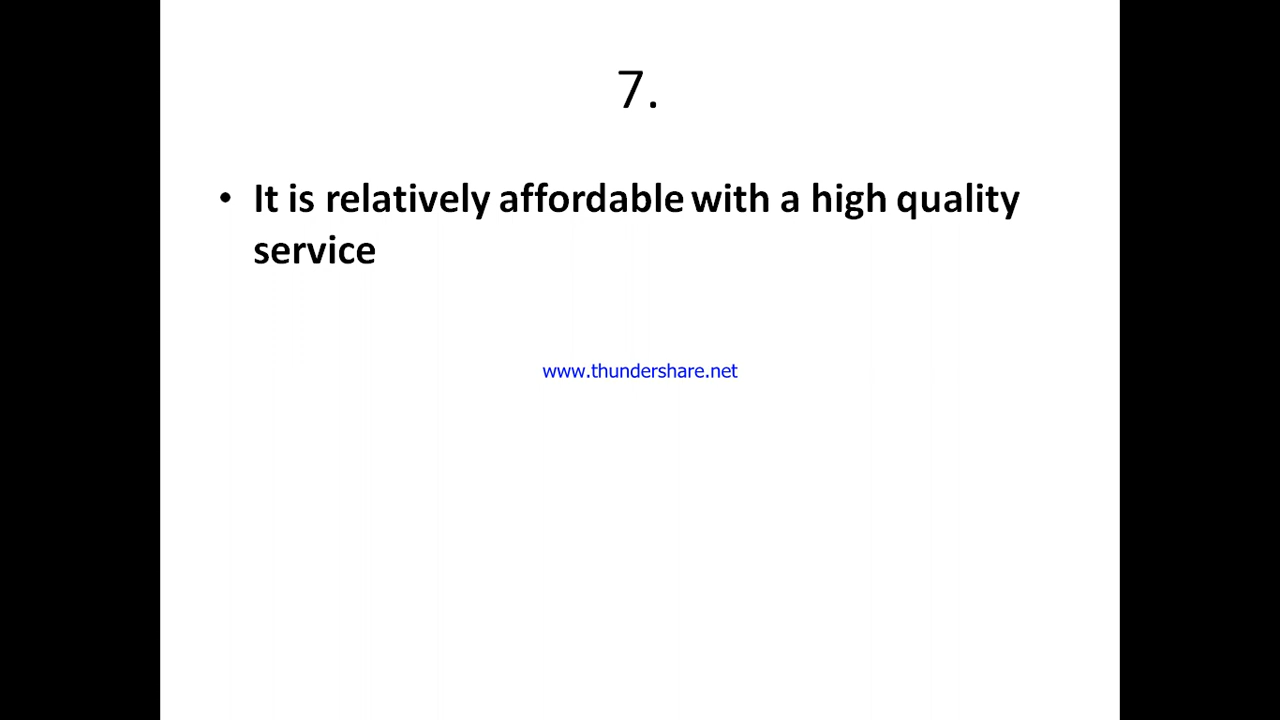 7.
• It is relatively affordable with a high quality
service
www.thundershare.net